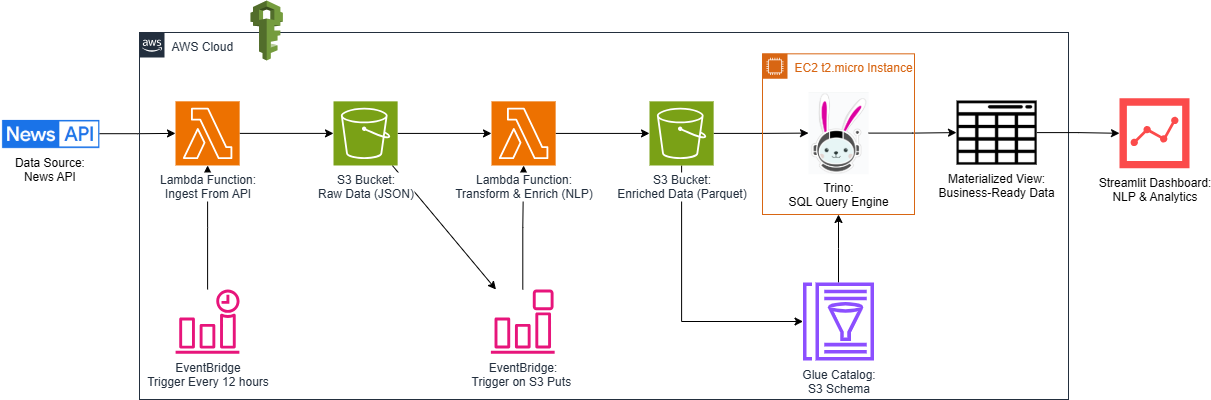 aws
AWS Cloud
EC2 t2.micro Instance
News API
Data Source:
News API
Lambda Function:
Ingest From API
S3 Bucket:
Raw Data (JSON)
Lambda Function:
Transform & Enrich (NLP)
S3 Bucket:
Enriched Data (Parquet)
Trino:
SQL Query Engine
Materialized View:
Business-Ready Data
Streamlit Dashboard:
NLP & Analytics
EventBridge
Trigger Every 12 hours
EventBridge:
Trigger on S3 Puts
Glue Catalog:
S3 Schema